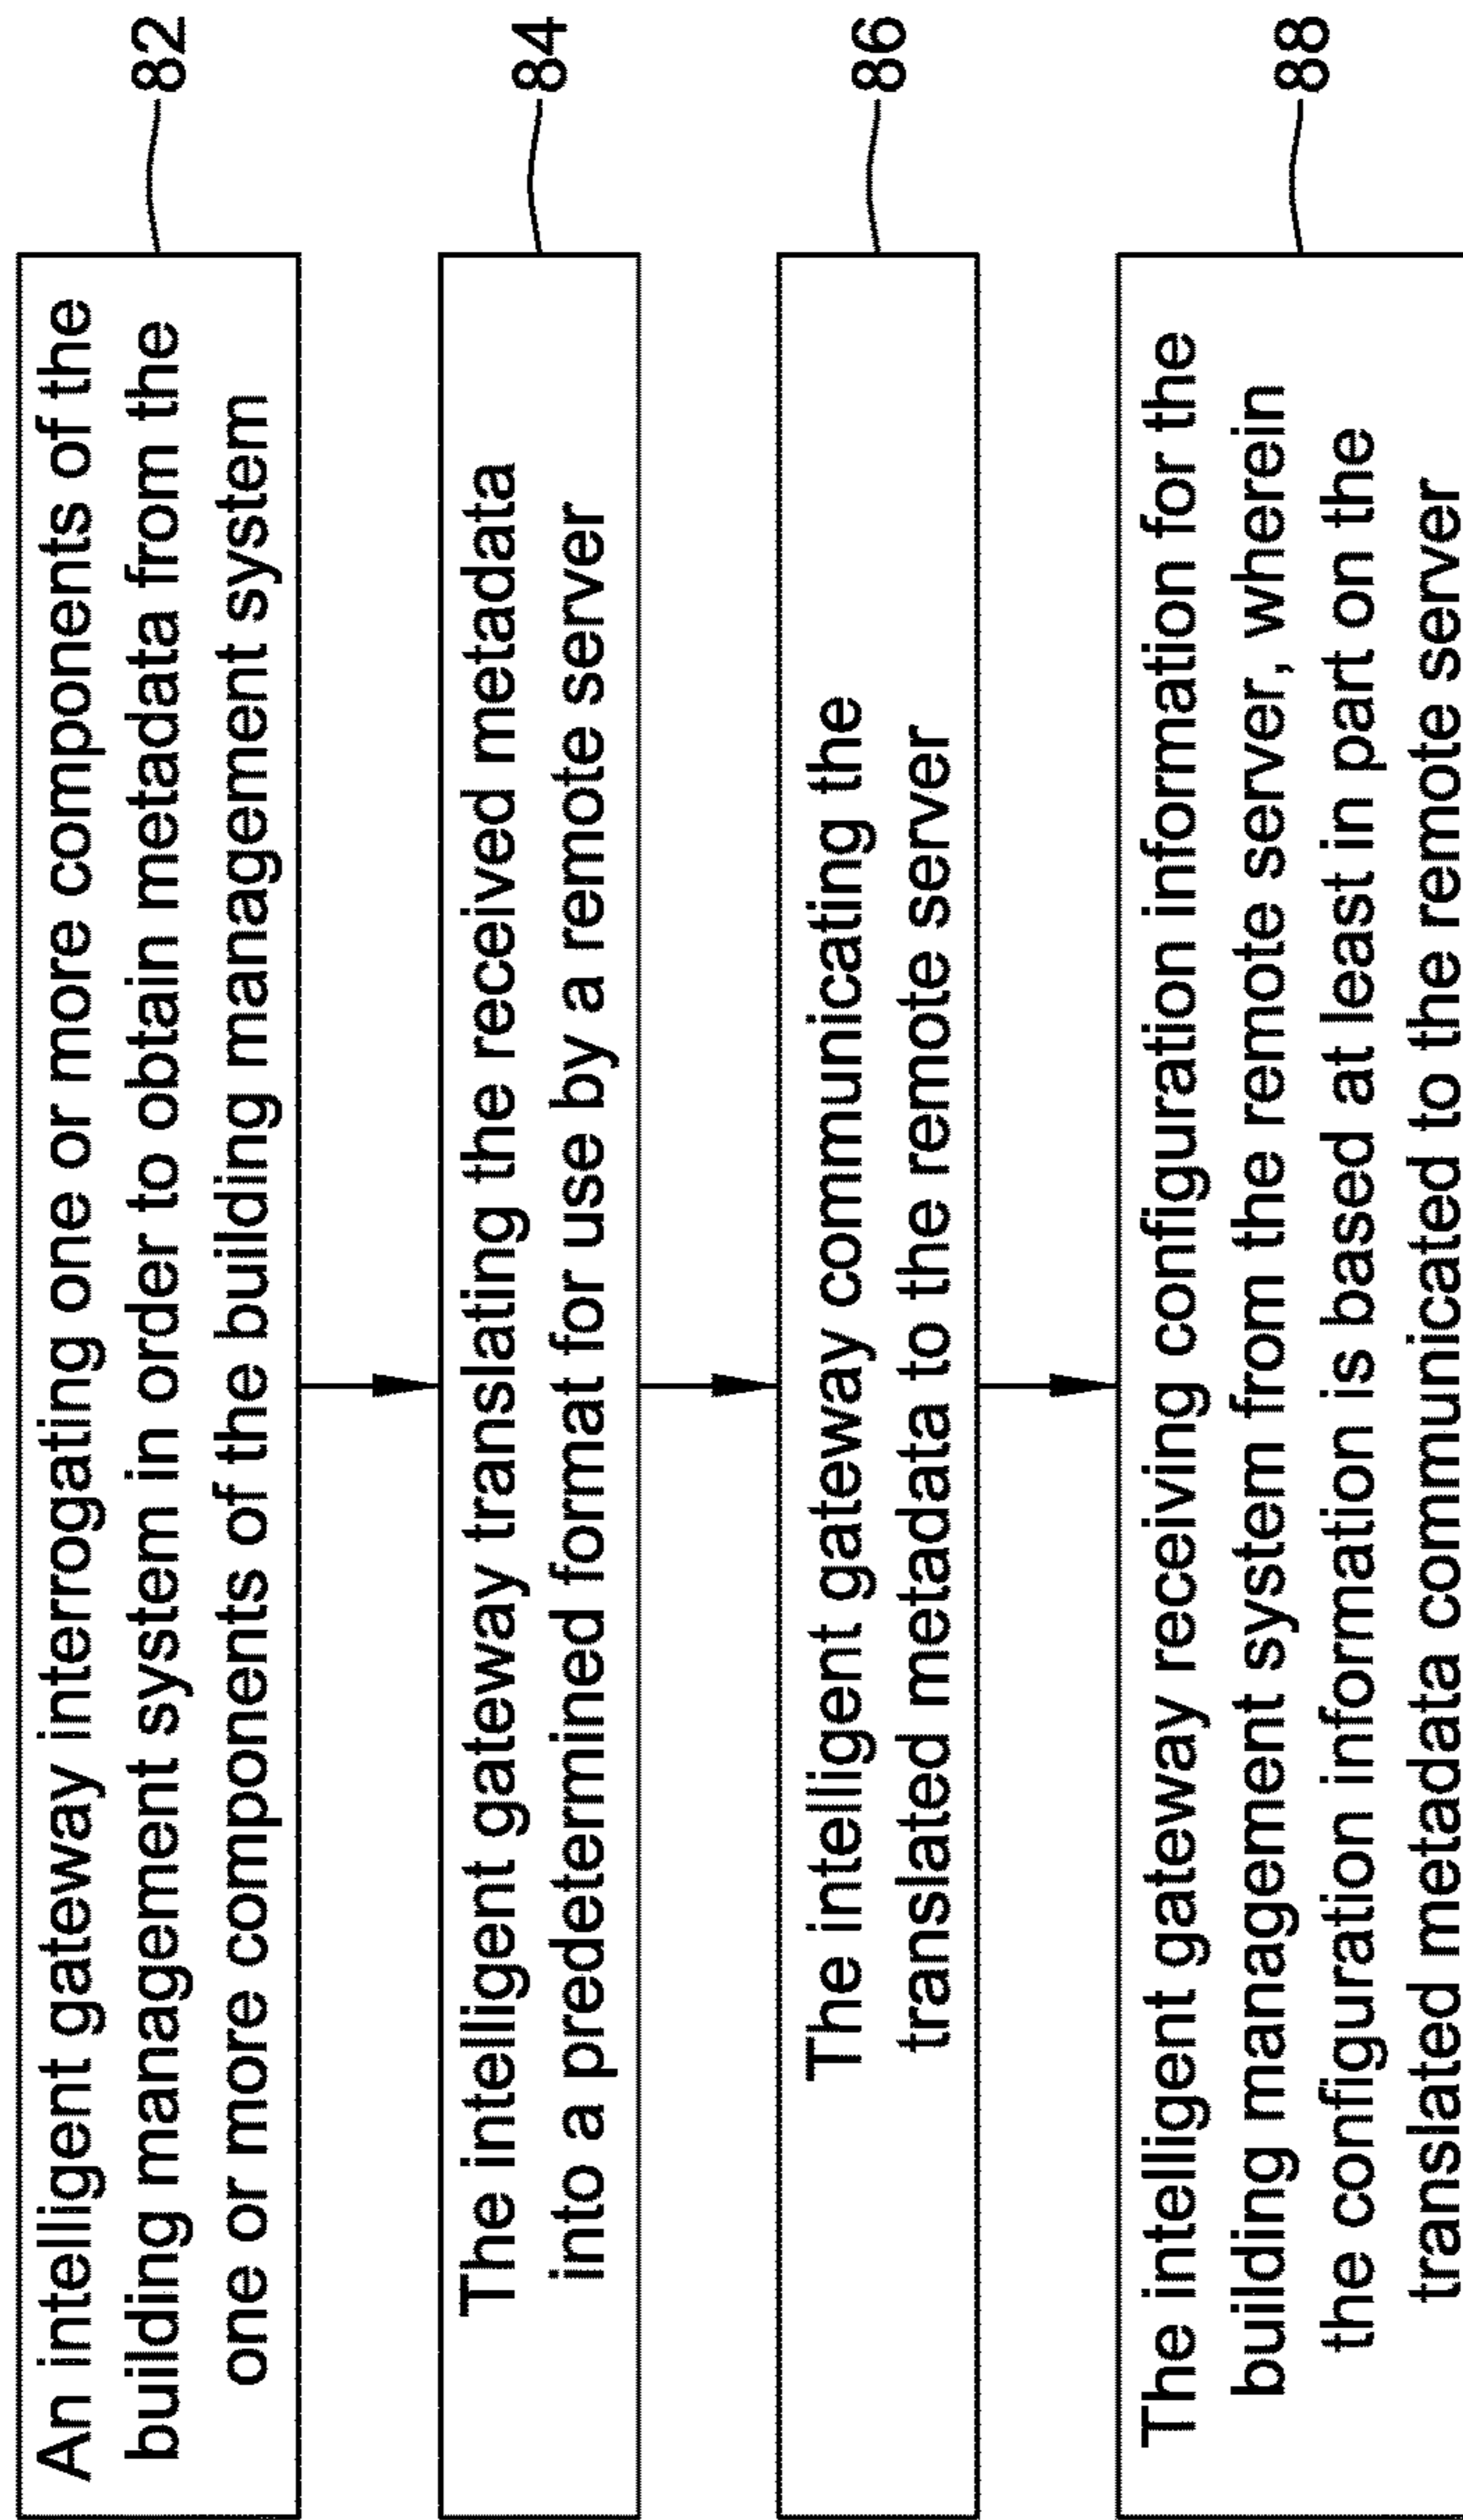 An intelligent gateway interrogating one or more components of the
building management system in order to obtain metadata from the
one or more components of the building management system
82
The intelligent gateway translating the received metadata
into a predetermined format for use by a remote server
84
The intelligent gateway communicating the
translated metadata to the remote server
86
The intelligent gateway receiving configuration information for the
building management system from the remote server, wherein
the configuration information is based at least in part on the
translated metadata communicated to the remote server
88